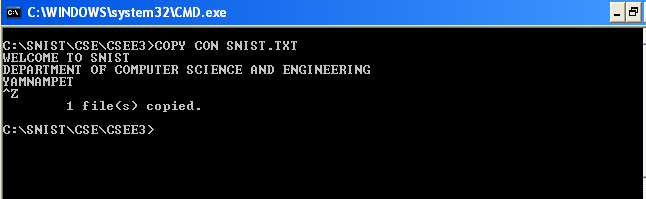 C:\WINDOWS\system32\CMD.exe
C:\SNIST\CSE\CSEE3>COPY CON SNIST.TXT
WELCOME TO SNIST
DEPARTMENT OF COMPUTER SCIENCE AND ENGINEERING
YAMNAMPET
^Z
        1 file(s) copied.
C:\SNIST\CSE\CSEE3>